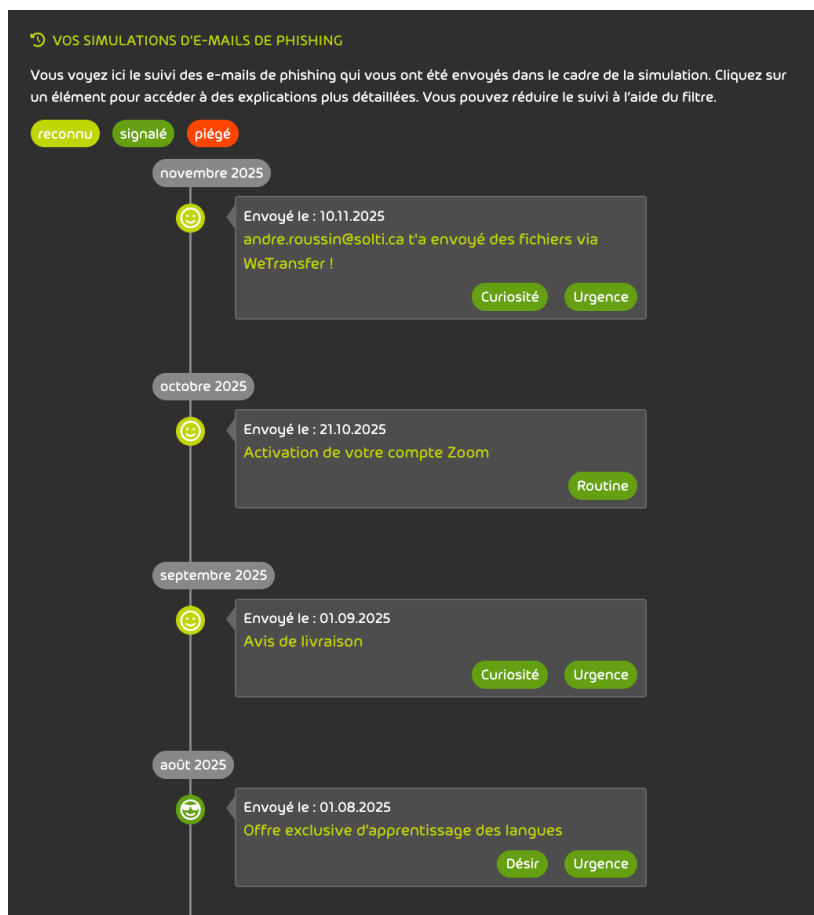 VOS SIMULATIONS D'E-MAILS DE PHISHING
Vous voyez ici le suivi des e-mails de phishing qui vous ont été envoyés dans le cadre de la simulation. Cliquez sur
un élément pour accéder à des explications plus détaillées. Vous pouvez réduire le suivi à l'aide du filtre.
reconnu signalé piégé
novembre 2025
Envoyé le : 10.11.2025
andre.roussin@solti.ca t'a envoyé des fichiers via
WeTransfer !
Curiosité Urgence
octobre 2025
Envoyé le : 21.10.2025
Activation de votre compte Zoom
Routine
septembre 2025
Envoyé le : 01.09.2025
Avis de livraison
Curiosité Urgence
août 2025
Envoyé le : 01.08.2025
Offre exclusive d'apprentissage des langues
Désir Urgence